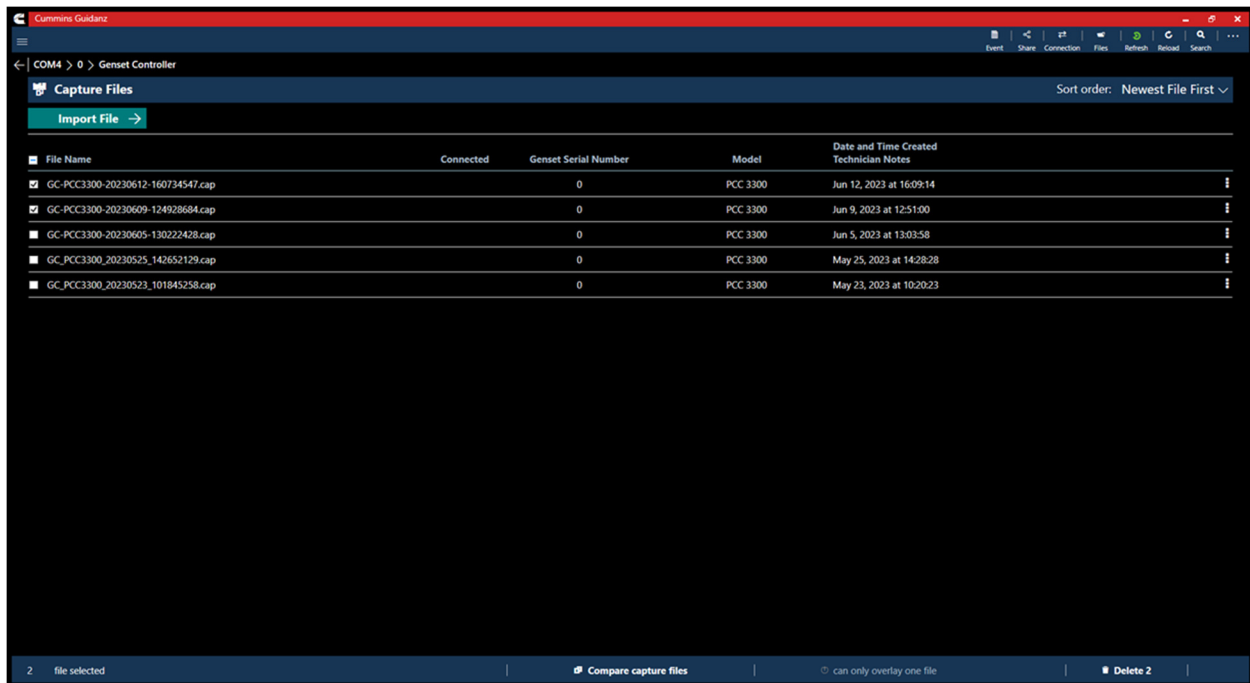 Cummins Guidanz
Event Share Connection Files Refresh Reload Search
COM4 > 0 > Genset Controller
Capture Files Sort order: Newest File First
Import File
File Name Connected Genset Serial Number Model Date and Time Created
Technician Notes
GC-PCC3300-20230612-160734547.cap 0 PCC 3300 Jun 12, 2023 at 16:09:14
GC-PCC3300-20230609-124928684.cap 0 PCC 3300 Jun 9, 2023 at 12:51:00
GC-PCC3300-20230605-130222428.cap 0 PCC 3300 Jun 5, 2023 at 13:03:58
GC_PCC3300_20230525_142652129.cap 0 PCC 3300 May 25, 2023 at 14:28:28
GC_PCC3300_20230523_101845258.cap 0 PCC 3300 May 23, 2023 at 10:20:23
2 file selected Compare capture files can only overlay one file Delete 2